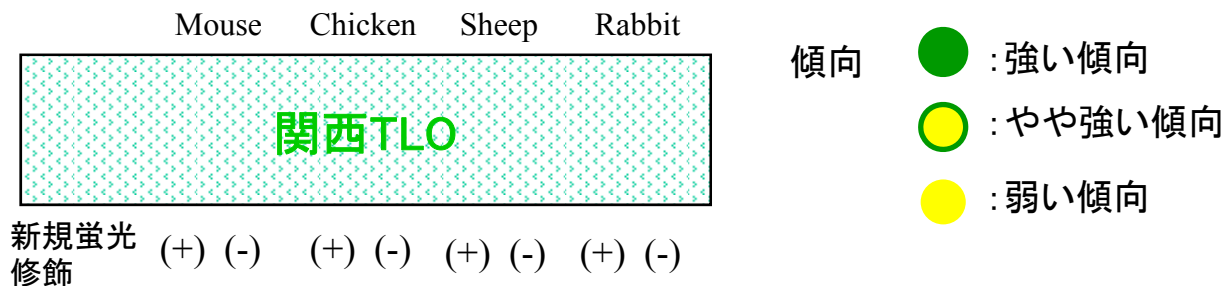 Mouse Chicken Sheep Rabbit
関西TLO
新規蛍光
修飾
(+) (-) (+) (-) (+) (-) (+) (-)
傾向
:強い傾向
:やや強い傾向
:弱い傾向